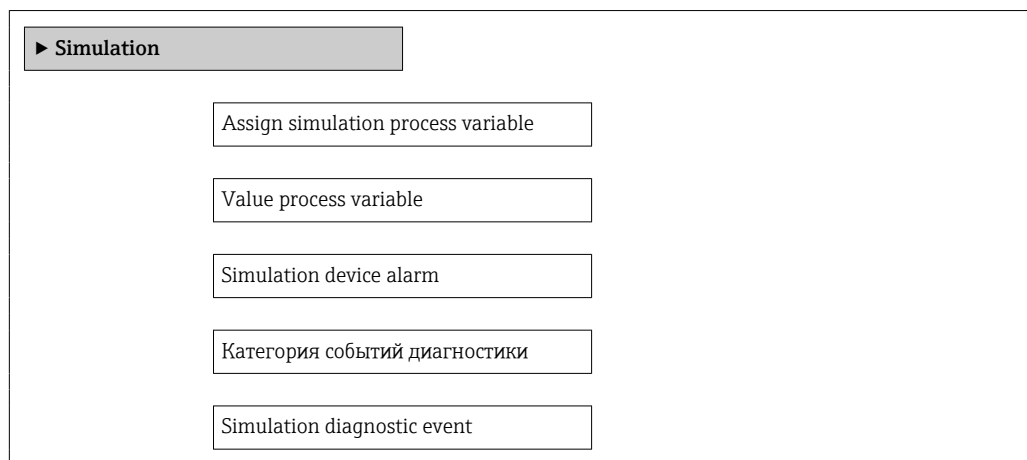 ▶ Simulation
Assign simulation process variable
Value process variable
Simulation device alarm
Категория событий диагностики
Simulation diagnostic event